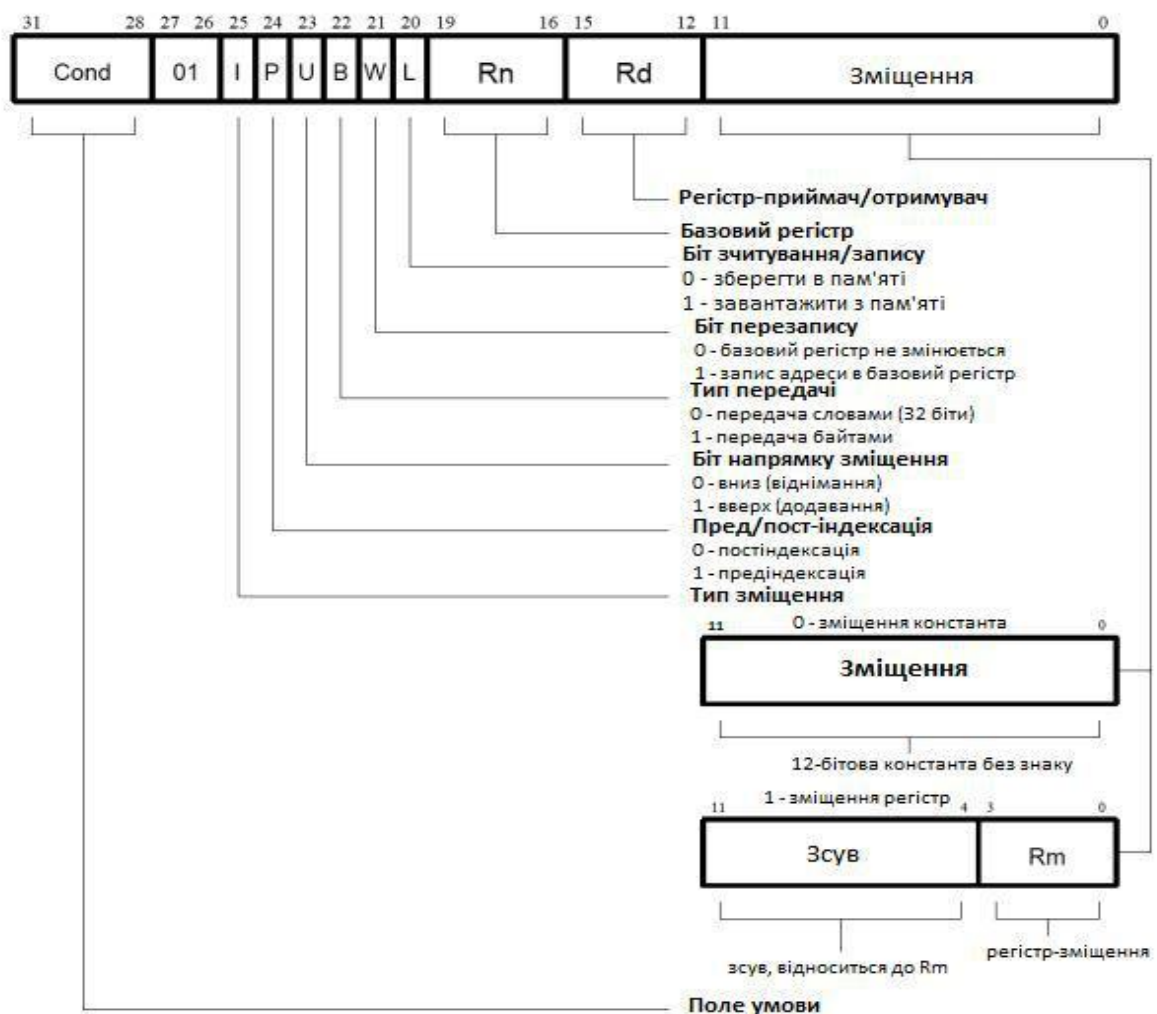 31 28 27 26 25 24 23 22 21 20 19 16 15 12 11 0
Cond 01 I P U B W L Rn Rd Зміщення
Регістр-приймач/отримувач
Базовий регістр
Біт зчитування/запису
0 - зберегти в пам'яті
1 - завантажити з пам'яті
Біт перезапису
0 - базовий регістр не змінюється
1 - запис адреси в базовий регістр
Тип передачі
0 - передача словами (32 біти)
1 - передача байтами
Біт напрямку зміщення
0 - вниз (віднімання)
1 - вверх (додавання)
Пред/пост-індексація
0 - постіндексація
1 - предіндексація
Тип зміщення
11 0 - зміщення константа 0
Зміщення
12-бітова константа без знаку
1 - зміщення регістр
11 4 3 0
Зсув Rm
регістр-зміщення
зсув, відноситься до Rm
Поле умови